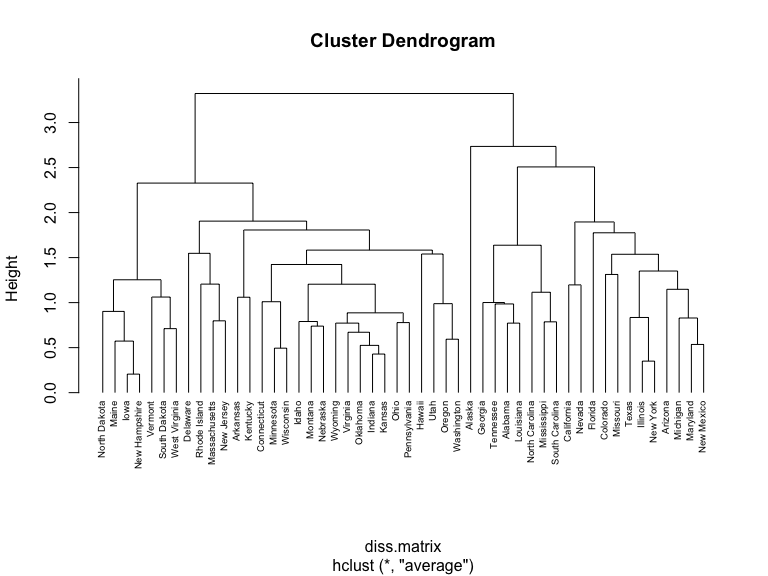 Cluster Dendrogram
Height
3.0
2.5
2.0
1.5
1.0
0.5
0.0
North Dakota
Maine
Iowa
New Hampshire
Vermont
South Dakota
West Virginia
Delaware
Rhode Island
Massachusetts
New Jersey
Arkansas
Kentucky
Connecticut
Minnesota
Wisconsin
Idaho
Montana
Nebraska
Wyoming
Virginia
Oklahoma
Indiana
Kansas
Ohio
Pennsylvania
Hawaii
Utah
Oregon
Washington
Alaska
Georgia
Tennessee
Alabama
Louisiana
North Carolina
Mississippi
South Carolina
California
Nevada
Florida
Colorado
Missouri
Texas
Illinois
New York
Arizona
Michigan
Maryland
New Mexico
diss.matrix
hclust (*, "average")